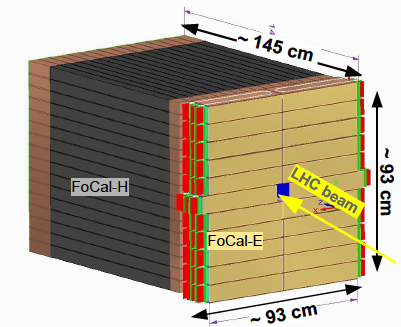 ~ 145 cm
FoCal-H
LHC beam
~ 93 cm
FoCal-E
~ 93 cm